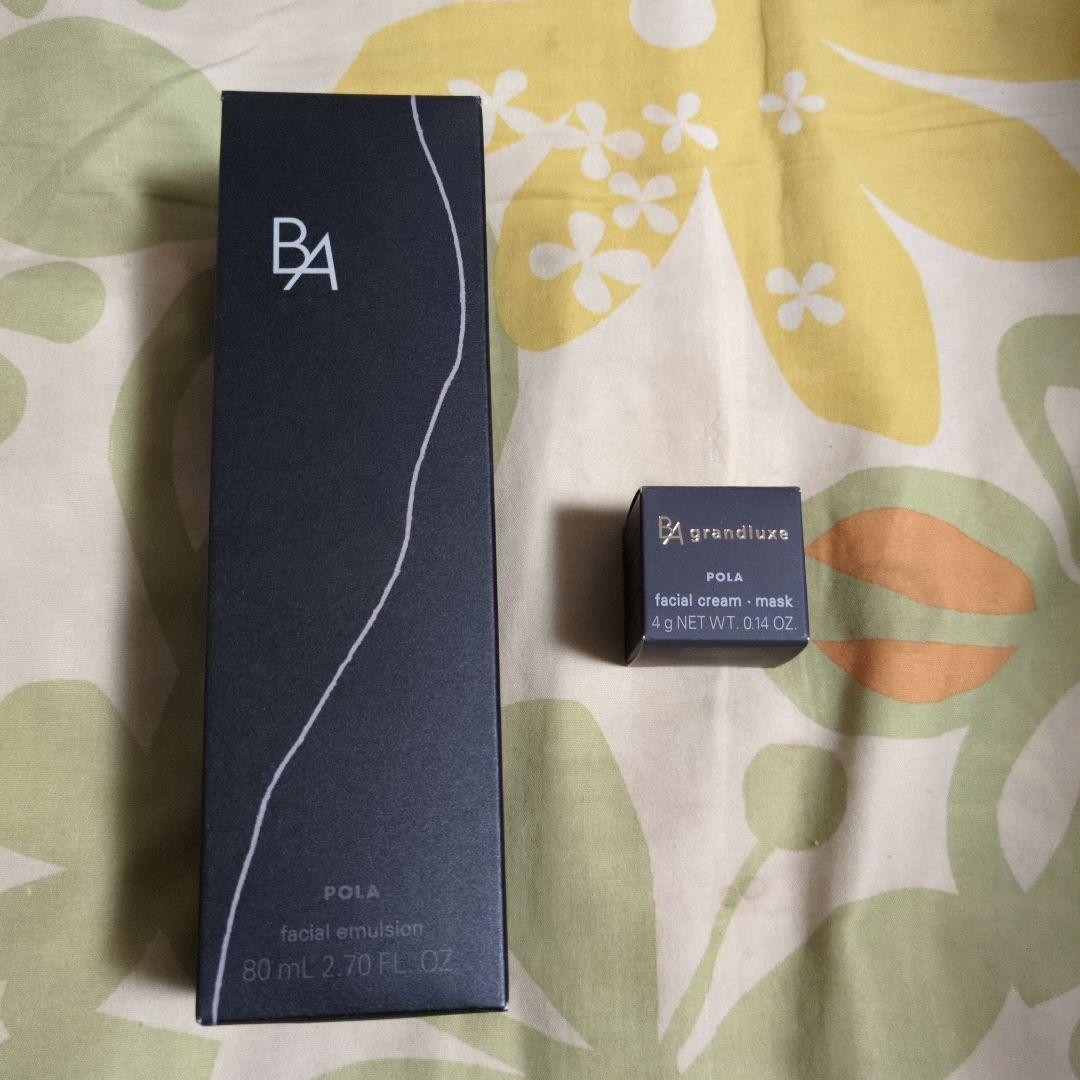 BA
POLA
facial emulsion
80 mL 2.70 FL. OZ.
BA grandluxe
POLA
facial cream · mask
4 g NET WT. 0.14 OZ.